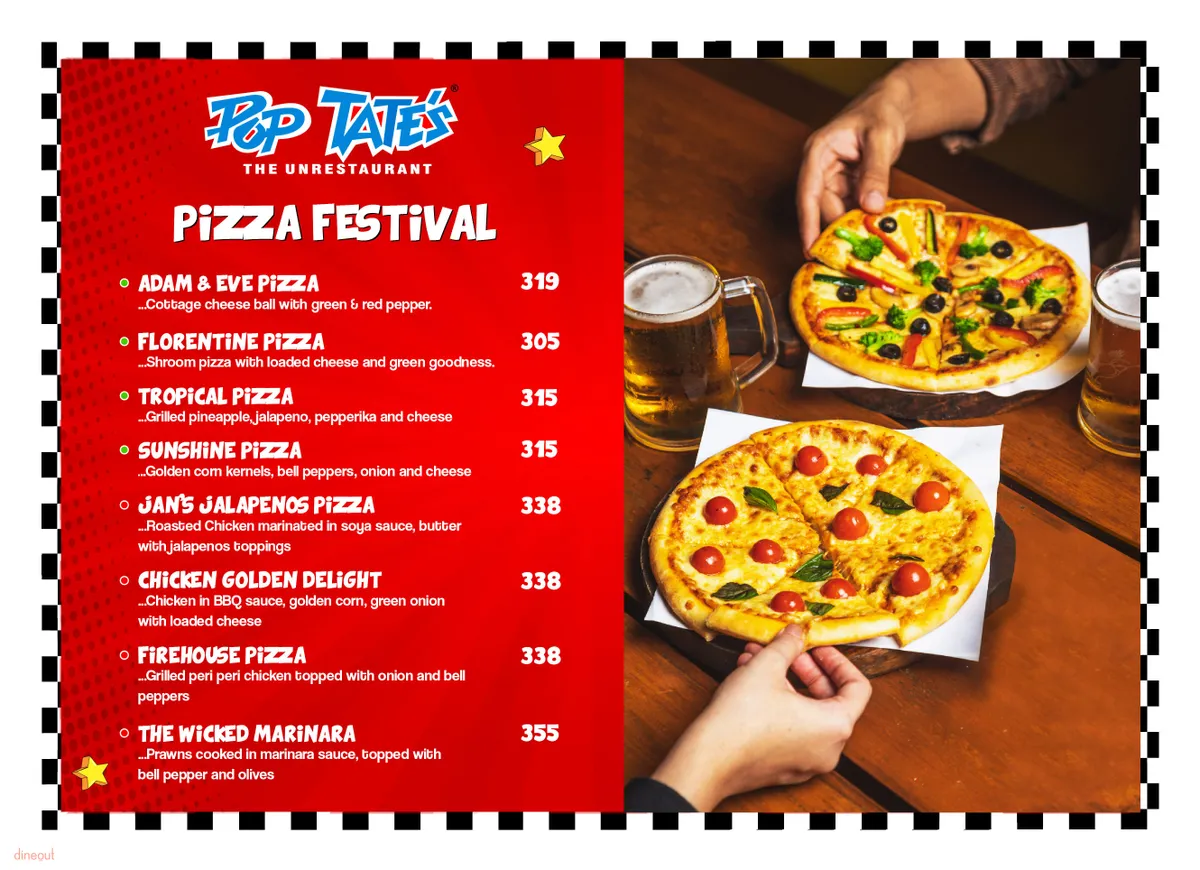 POP TATE'S®
THE UNRESTAURANT
PIZZA FESTIVAL
ADAM & EVE PIZZA 319
...Cottage cheese ball with green & red pepper.
FLORENTINE PIZZA 305
...Shroom pizza with loaded cheese and green goodness.
TROPICAL PIZZA 315
...Grilled pineapple,jalapeno, pepperika and cheese
SUNSHINE PIZZA 315
...Golden corn kernels, bell peppers, onion and cheese
JAN'S JALAPENOS PIZZA 338
...Roasted Chicken marinated in soya sauce, butter
with jalapenos toppings
CHICKEN GOLDEN DELIGHT 338
...Chicken in BBQ sauce, golden corn, green onion
with loaded cheese
FIREHOUSE PIZZA 338
...Grilled peri peri chicken topped with onion and bell
peppers
THE WICKED MARINARA 355
...Prawns cooked in marinara sauce, topped with
bell pepper and olives
dineout